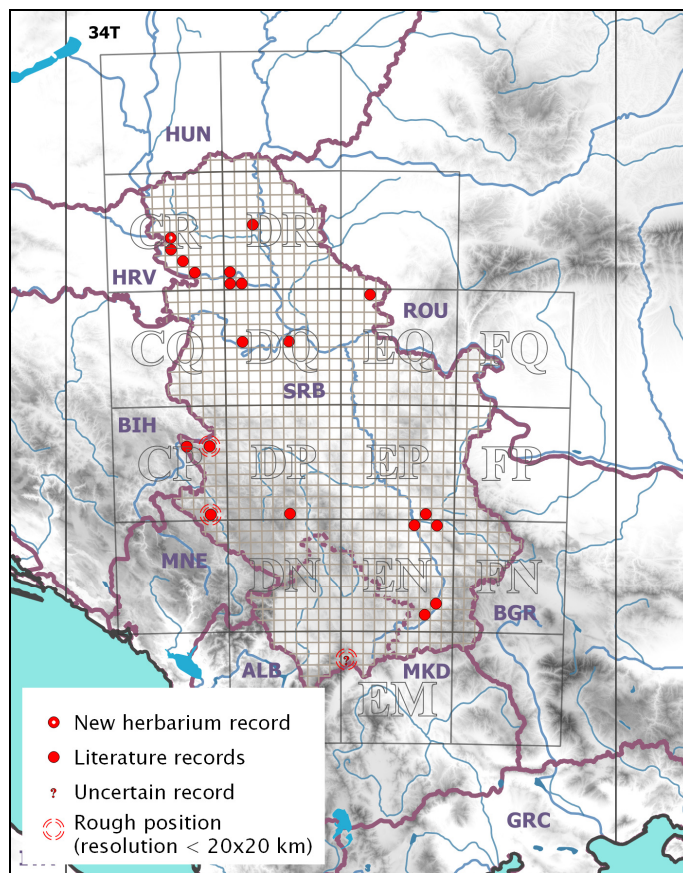 34T
HUN
CR DR
HRV
ROU
CQ DQ EQ FQ
SRB
BIH
CP DP EP FP
MNE
DN EN FN
BGR
ALB
?
MKD
EM
New herbarium record
Literature records
? Uncertain record
Rough position
(resolution < 20x20 km)
GRC